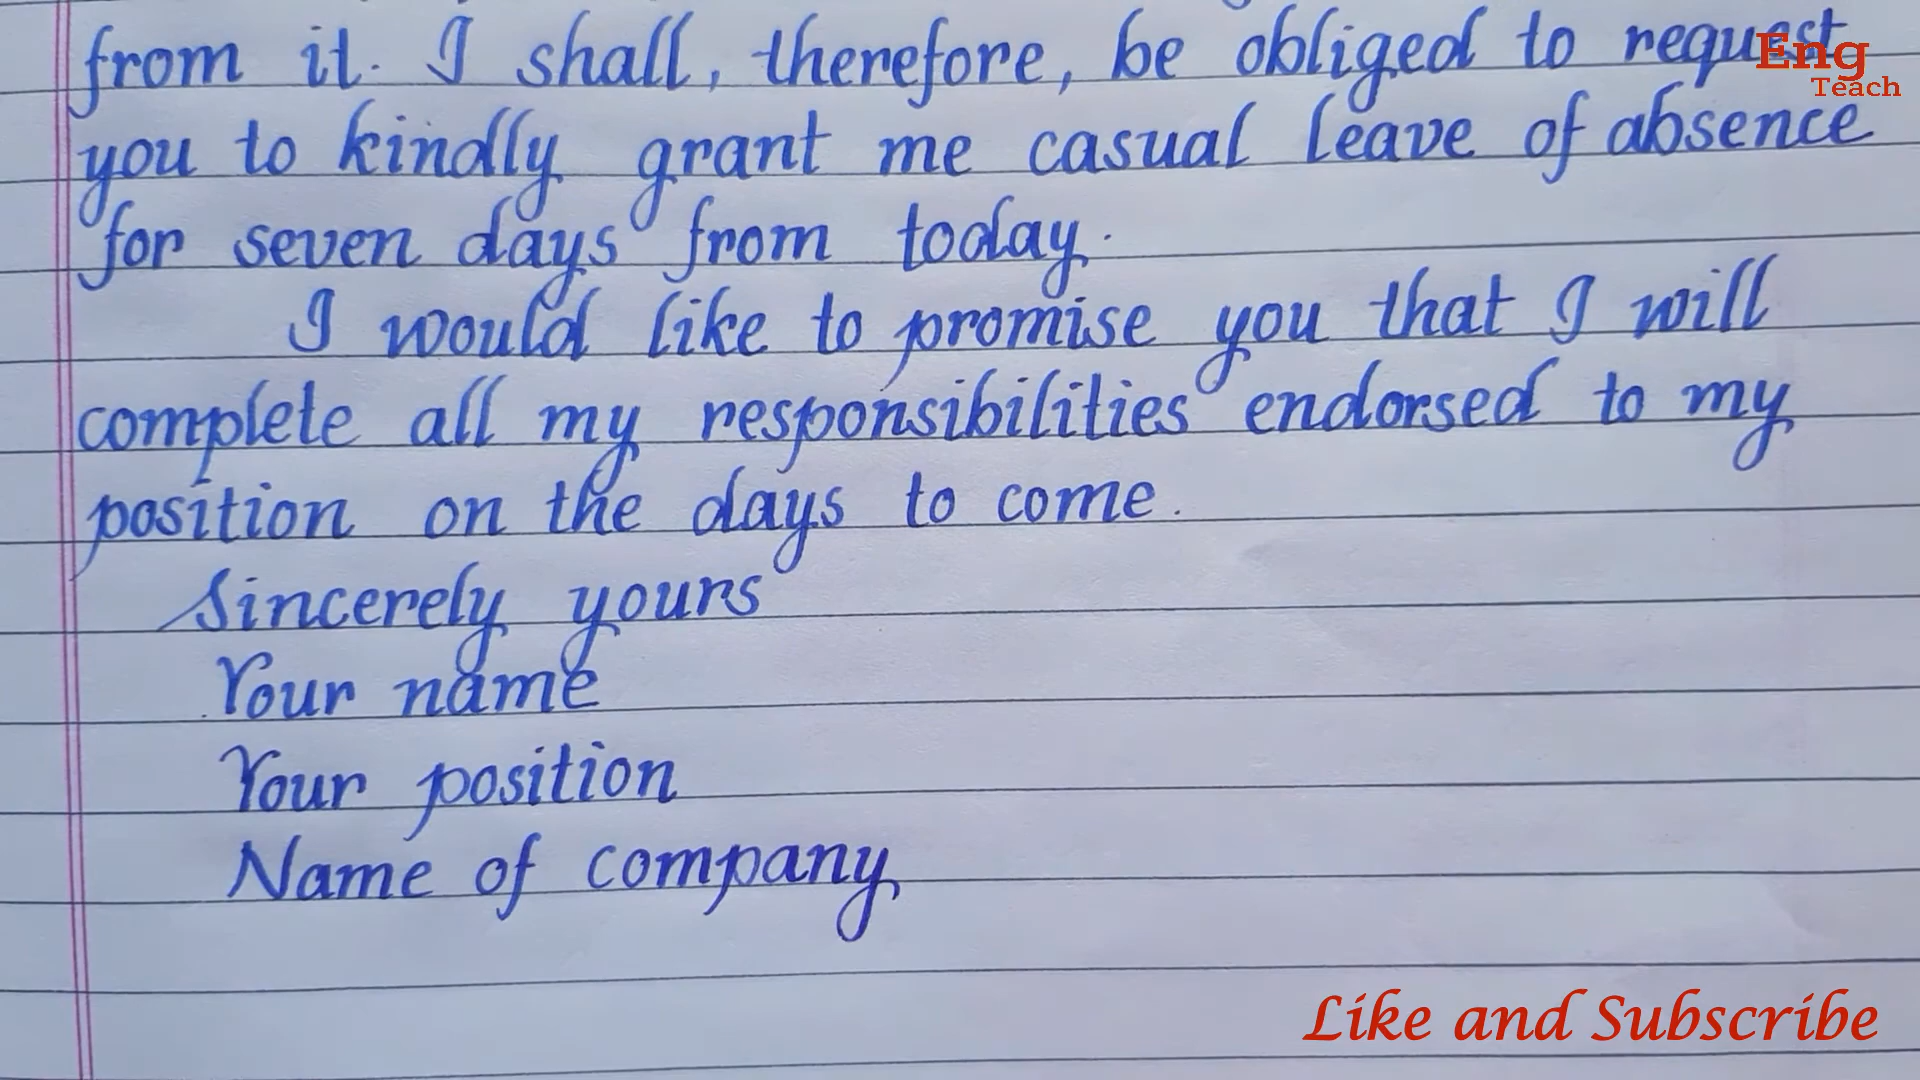 from it. I shall, therefore, be obliged to request
you to kindly grant me casual leave of absence
for seven days from today.
I would like to promise you that I will
complete all my responsibilities endorsed to my
position on the days to come.
Sincerely yours
Your name
Your position
Name of company
Eng
Teach
Like and Subscribe